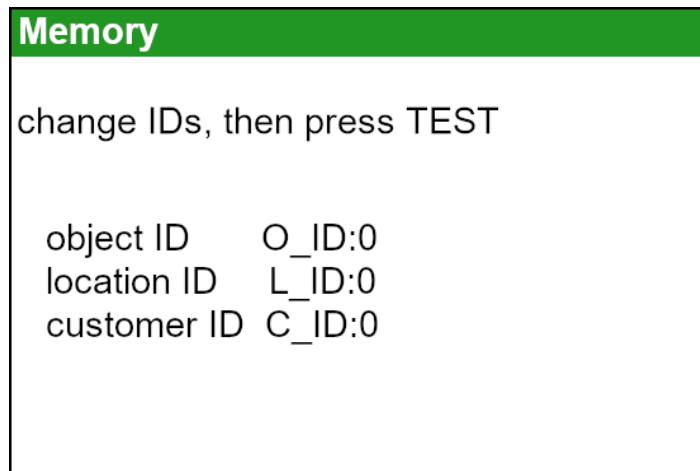 Memory
change IDs, then press TEST
object ID O_ID:0
location ID L_ID:0
customer ID C_ID:0